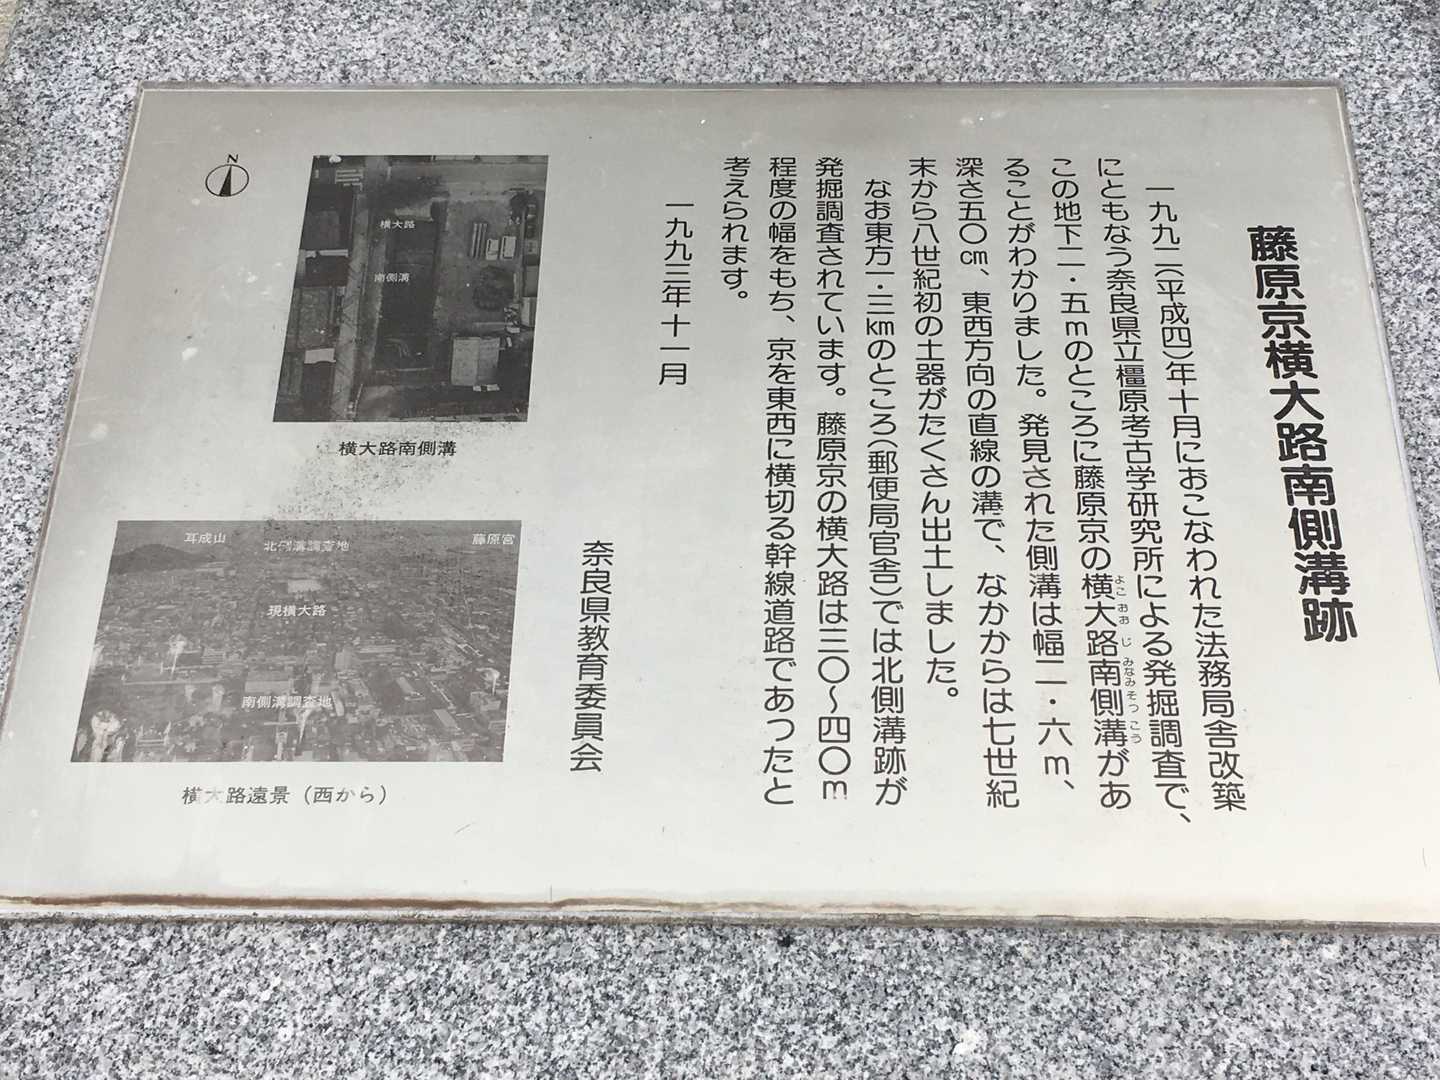 藤原京横大路南側溝跡
一九九二(平成四)年十月におこなわれた法務局舎改築
にともなう奈良県立橿原考古学研究所による発掘調査で、
この地下二・五mのところに藤原京の横大路南側溝があ
よこ おお じ みなみ そっ こう
ることがわかりました。発見された側溝は幅二・六m、
深さ五〇cm、東西方向の直線の溝で、なかからは七世紀
末から八世紀初の土器がたくさん出土しました。
なお東方一・三kmのところ(郵便局官舎)では北側溝跡が
発掘調査されています。藤原京の横大路は三〇〜四〇m
程度の幅をもち、京を東西に横切る幹線道路であったと
考えられます。
一九九三年十一月
奈良県教育委員会
N
横大路
南側溝
横大路南側溝
耳成山
北側溝調査地
藤原宮
現横大路
南側溝調査地
横大路遠景(西から)